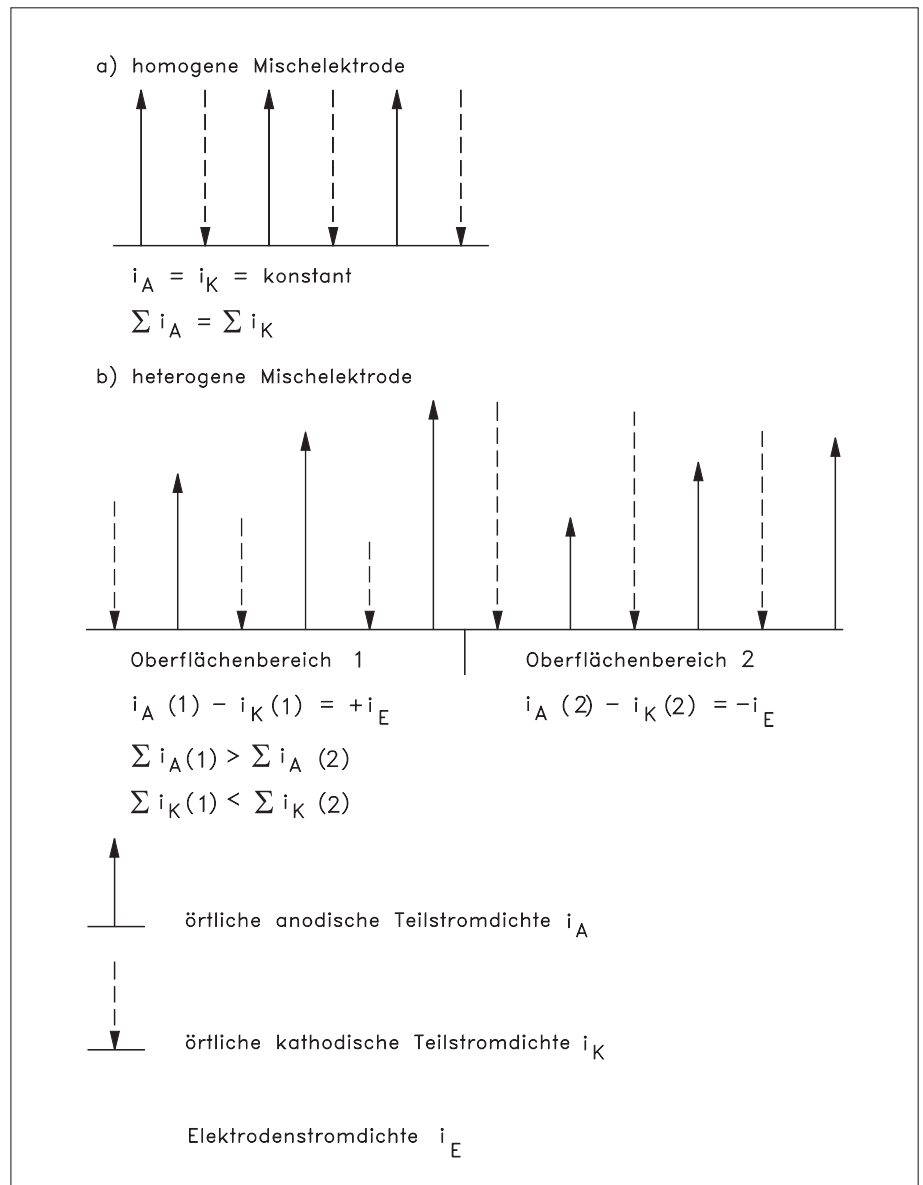 a) homogene Mischelektrode
i_A = i_K = konstant
∑ i_A = ∑ i_K
b) heterogene Mischelektrode
Oberflächenbereich 1 Oberflächenbereich 2
i_A (1) – i_K (1) = +i_E i_A (2) – i_K (2) = –i_E
∑ i_A (1) > ∑ i_A (2)
∑ i_K (1) < ∑ i_K (2)
örtliche anodische Teilstromdichte i_A
örtliche kathodische Teilstromdichte i_K
Elektrodenstromdichte i_E